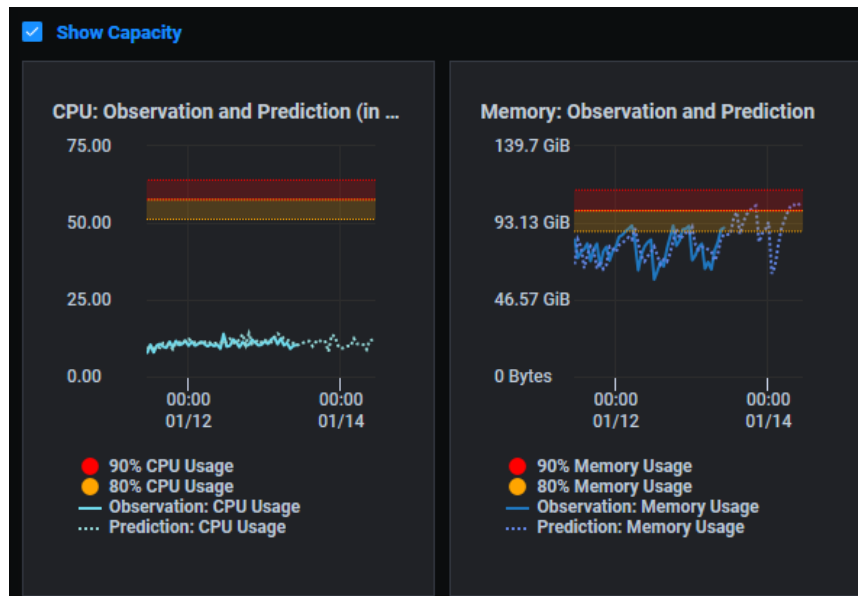 Show Capacity
CPU: Observation and Prediction (in ...
75.00
50.00
25.00
0.00
00:00
01/12
00:00
01/14
90% CPU Usage
80% CPU Usage
Observation: CPU Usage
Prediction: CPU Usage
Memory: Observation and Prediction
139.7 GiB
93.13 GiB
46.57 GiB
0 Bytes
00:00
01/12
00:00
01/14
90% Memory Usage
80% Memory Usage
Observation: Memory Usage
Prediction: Memory Usage